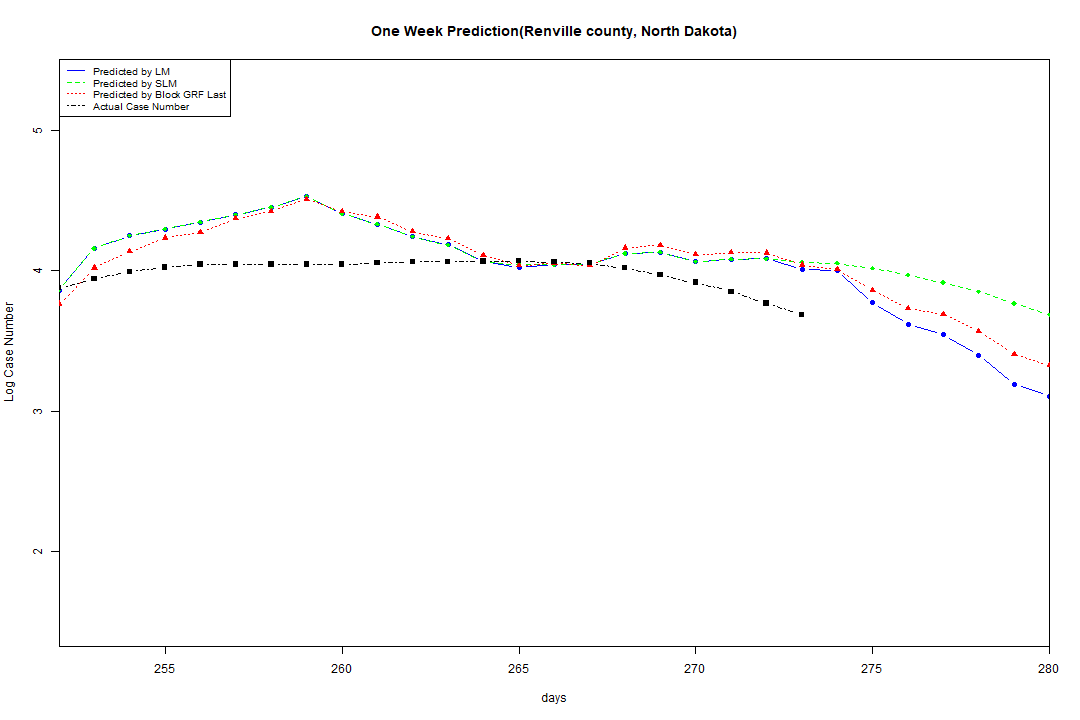 One Week Prediction(Renville county, North Dakota)
Predicted by LM
Predicted by SLM
Predicted by Block GRF Last
Actual Case Number
5
4
3
2
Log Case Number
255 260 265 270 275 280
days